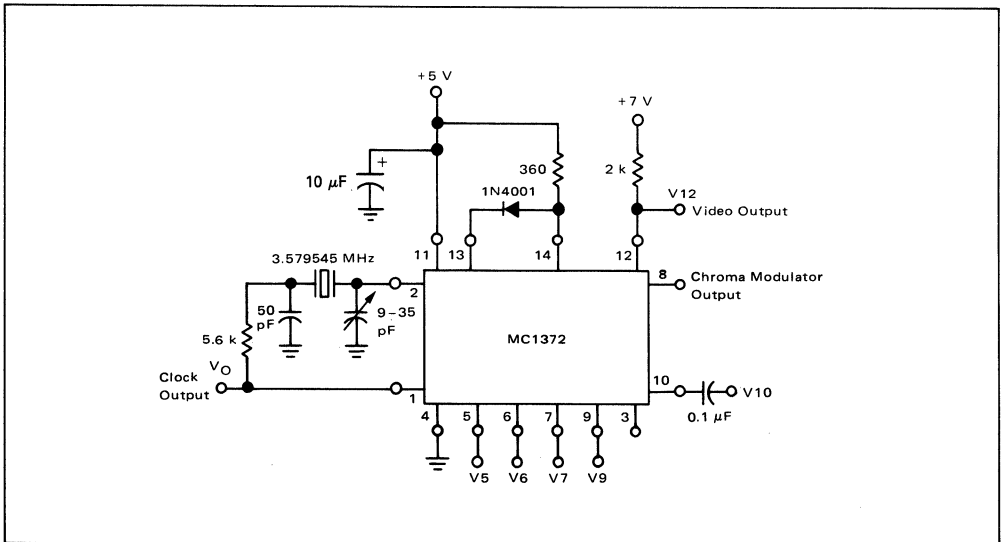 +5 V
+7 V
+
10 μF
360
2 k
1N4001
V12
Video Output
11
13
14
12
3.579545 MHz
8
Chroma Modulator
Output
2
50
pF
9–35
pF
5.6 k
MC1372
VO
Clock
Output
1
10
V10
0.1 μF
4
5
6
7
9
3
V5
V6
V7
V9